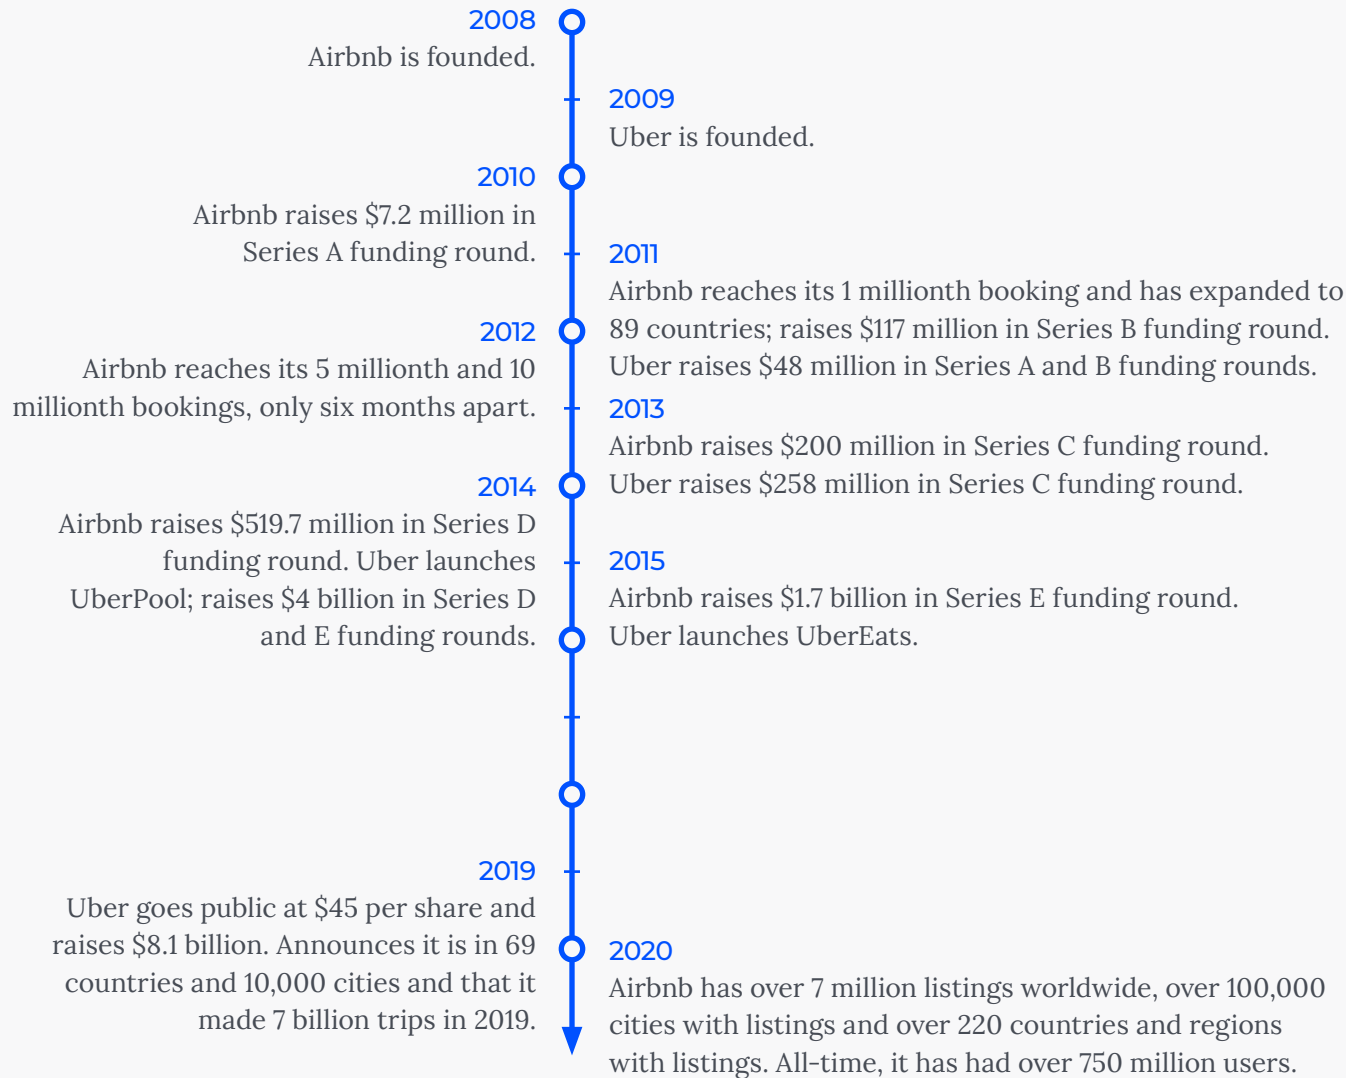 2008
Airbnb is founded.
2009
Uber is founded.
2010
Airbnb raises $7.2 million in
Series A funding round.
2011
Airbnb reaches its 1 millionth booking and has expanded to
89 countries; raises $117 million in Series B funding round.
Uber raises $48 million in Series A and B funding rounds.
2012
Airbnb reaches its 5 millionth and 10
millionth bookings, only six months apart.
2013
Airbnb raises $200 million in Series C funding round.
Uber raises $258 million in Series C funding round.
2014
Airbnb raises $519.7 million in Series D
funding round. Uber launches
UberPool; raises $4 billion in Series D
and E funding rounds.
2015
Airbnb raises $1.7 billion in Series E funding round.
Uber launches UberEats.
2019
Uber goes public at $45 per share and
raises $8.1 billion. Announces it is in 69
countries and 10,000 cities and that it
made 7 billion trips in 2019.
2020
Airbnb has over 7 million listings worldwide, over 100,000
cities with listings and over 220 countries and regions
with listings. All-time, it has had over 750 million users.